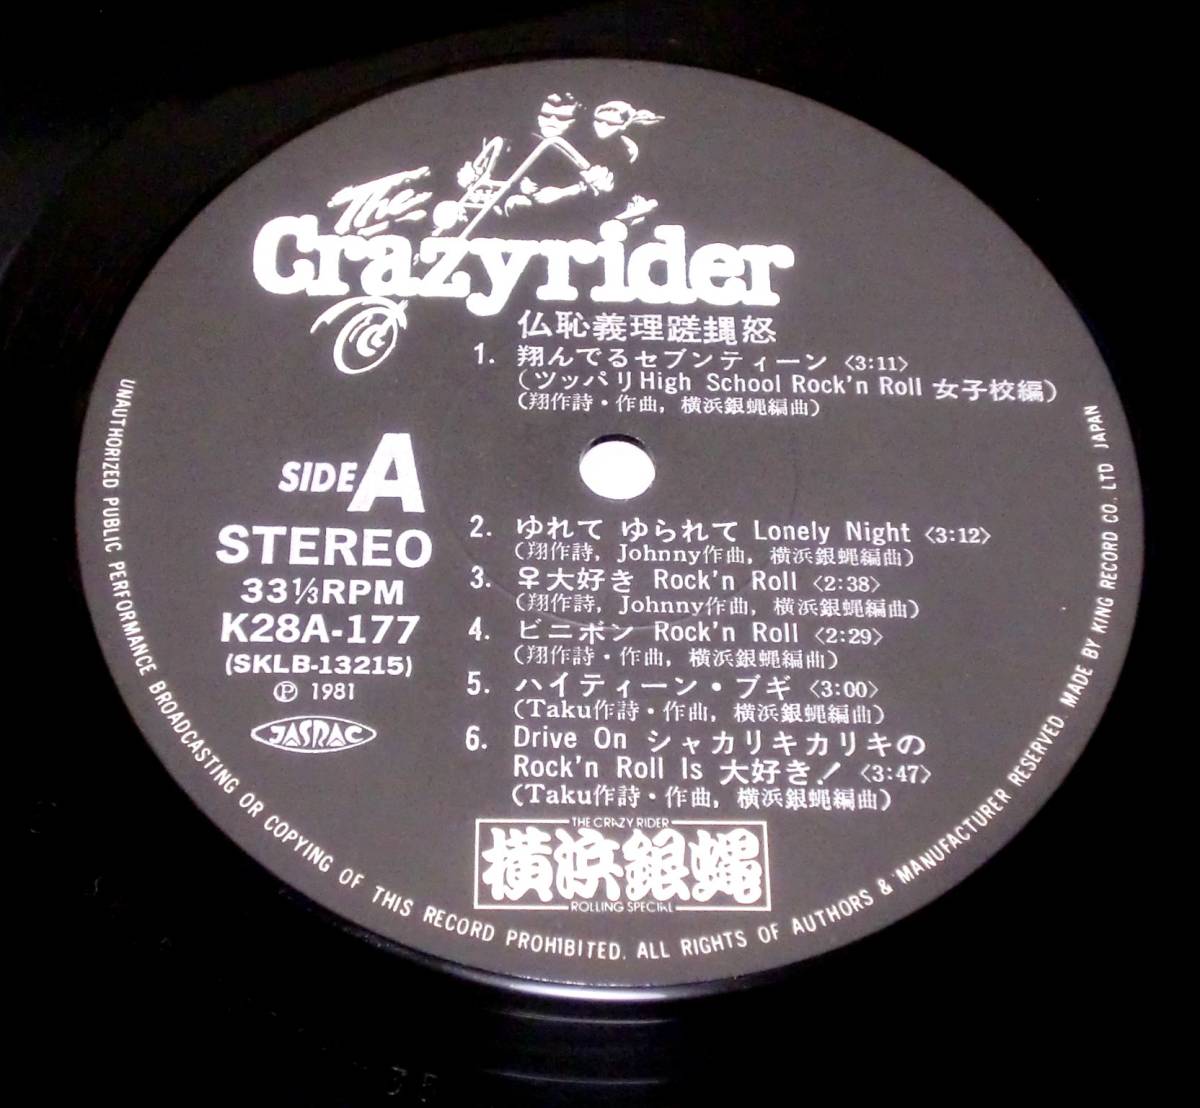 The
Crazyrider
仏恥義理蹉䋲怒
1. 翔んでるセブンティーン〈3:11〉
(ツッパリHigh School Rock'n Roll 女子校編)
(翔作詩・作曲, 横浜銀蝿編曲)
SIDE A
STEREO
33 1/3 RPM
K28A-177
(SKLB-13215)
Ⓟ 1981
JASRAC
2. ゆれて ゆられて Lonely Night〈3:12〉
(翔作詩, Johnny作曲, 横浜銀蝿編曲)
3. ♀大好き Rock'n Roll〈2:38〉
(翔作詩, Johnny作曲, 横浜銀蝿編曲)
4. ビニボン Rock'n Roll〈2:29〉
(翔作詩・作曲, 横浜銀蝿編曲)
5. ハイティーン・ブギ〈3:00〉
(Taku作詩・作曲, 横浜銀蝿編曲)
6. Drive On シャカリキカリキの
Rock'n Roll Is 大好き!〈3:47〉
(Taku作詩・作曲, 横浜銀蝿編曲)
THE CRAZY RIDER
横浜銀蝿
ROLLING SPECIAL
UNAUTHORIZED PUBLIC PERFORMANCE BROADCASTING OR COPYING OF THIS RECORD PROHIBITED. ALL RIGHTS OF AUTHORS & MANUFACTURER RESERVED. MADE BY KING RECORD CO., LTD JAPAN